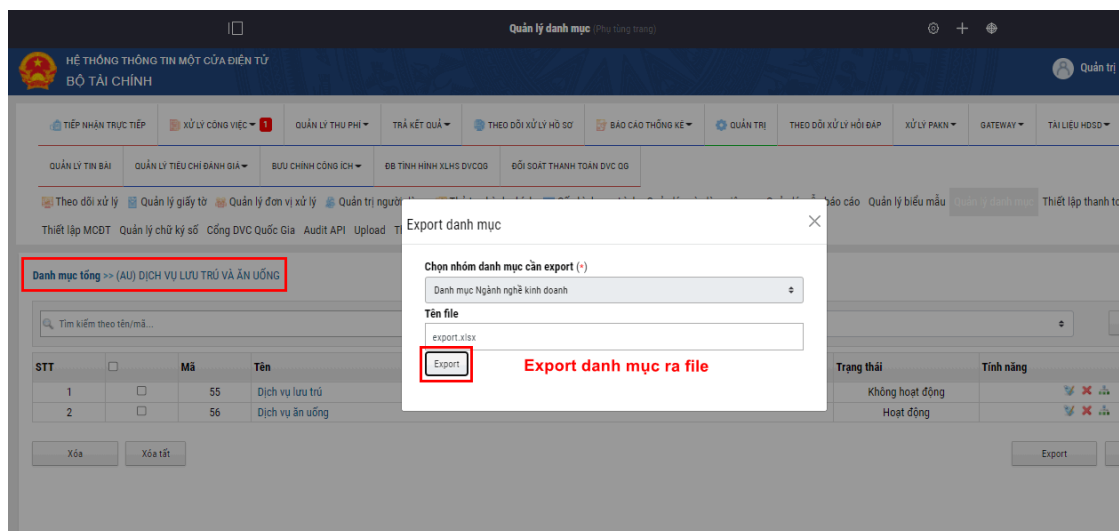 Quản lý danh mục (Phụ tùng trang)
HỆ THỐNG THÔNG TIN MỘT CỬA ĐIỆN TỬ
BỘ TÀI CHÍNH
Quản trị
TIẾP NHẬN TRỰC TIẾP XỬ LÝ CÔNG VIỆC 1 QUẢN LÝ THU PHÍ TRẢ KẾT QUẢ THEO DÕI XỬ LÝ HỒ SƠ BÁO CÁO THỐNG KÊ QUẢN TRỊ THEO DÕI XỬ LÝ HỎI ĐÁP XỬ LÝ PAKN GATEWAY TÀI LIỆU HDSD
QUẢN LÝ TIN BÀI QUẢN LÝ TIÊU CHÍ ĐÁNH GIÁ BƯU CHÍNH CÔNG ÍCH ĐB TÌNH HÌNH XLHS DVCQG ĐỐI SOÁT THANH TOÁN DVC QG
Theo dõi xử lý Quản lý giấy tờ Quản lý đơn vị xử lý Quản trị báo cáo Quản lý biểu mẫu Quản lý danh mục Thiết lập thanh
Thiết lập MCĐT Quản lý chữ ký số Cổng DVC Quốc Gia Audit API Upload
Export danh mục
Danh mục tổng >> (AU) DỊCH VỤ LƯU TRÚ VÀ ĂN UỐNG
Chọn nhóm danh mục cần export (*)
Danh mục Ngành nghề kinh doanh
Tên file
export.xlsx
Export
Export danh mục ra file
Tìm kiếm theo tên/mã...
STT Mã Tên Trạng thái Tính năng
1 55 Dịch vụ lưu trú Không hoạt động
2 56 Dịch vụ ăn uống Hoạt động
Xóa Xóa tất Export